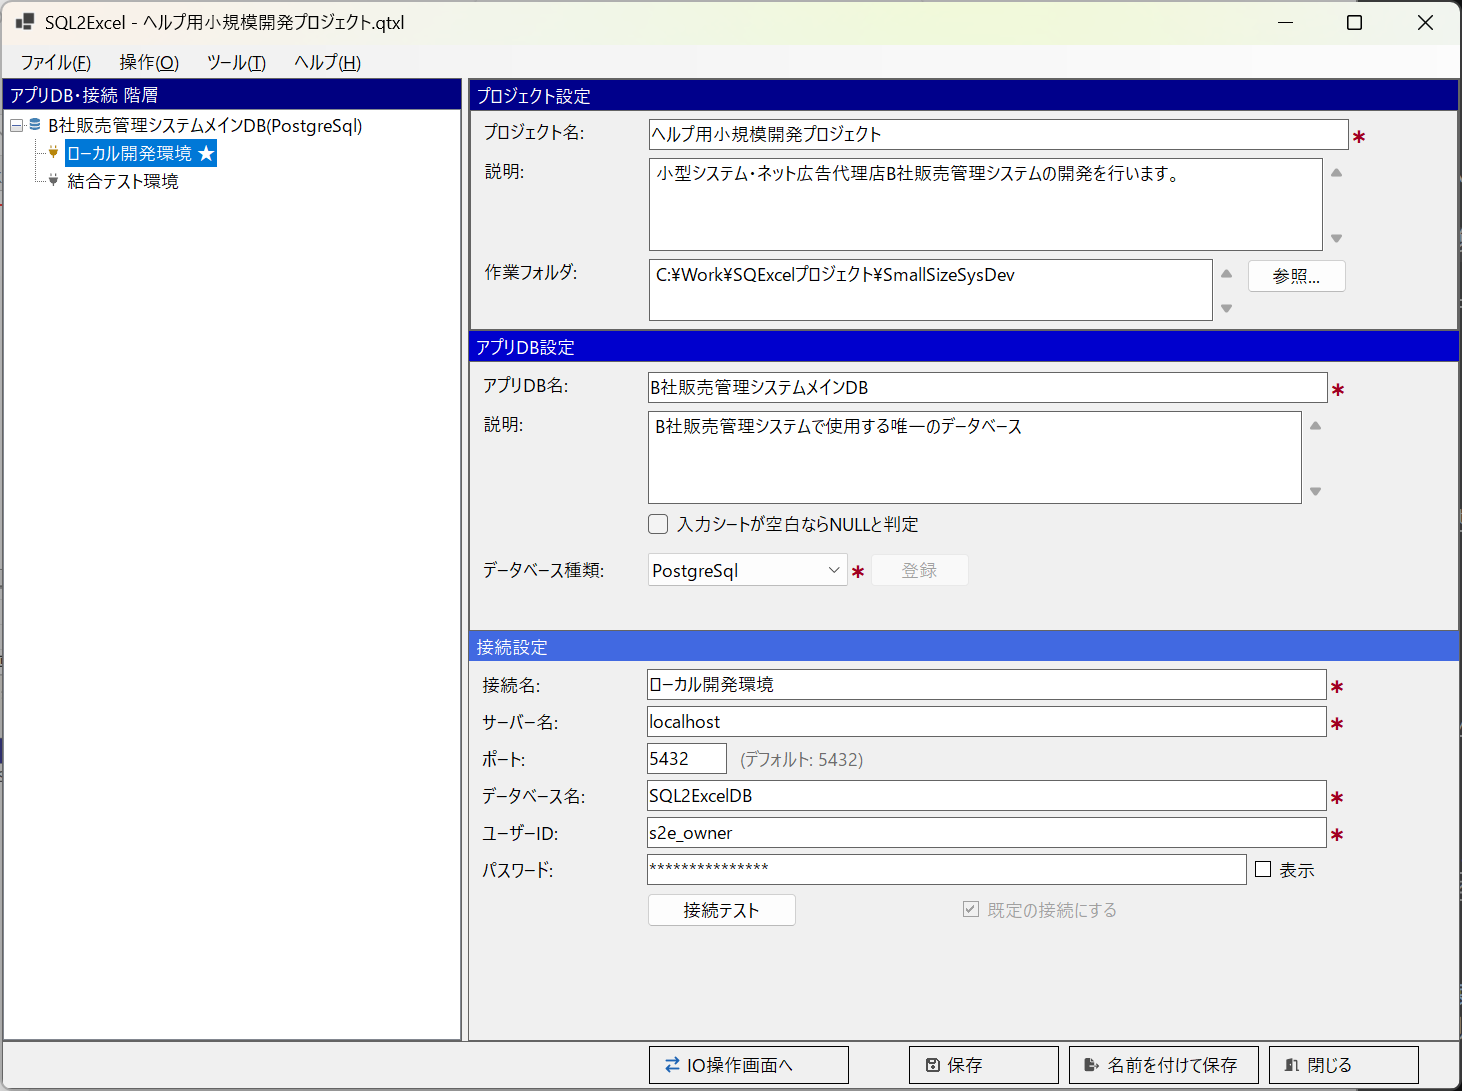 SQL2Excel - ヘルプ用小規模開発プロジェクト.qtxl
ファイル(F) 操作(O) ツール(T) ヘルプ(H)
アプリDB・接続 階層
B社販売管理システムメインDB(PostgreSql)
ローカル開発環境 ★
結合テスト環境
プロジェクト設定
プロジェクト名: ヘルプ用小規模開発プロジェクト *
説明: 小型システム・ネット広告代理店B社販売管理システムの開発を行います。
作業フォルダ: C:¥Work¥SQExcelプロジェクト¥SmallSizeSysDev 参照...
アプリDB設定
アプリDB名: B社販売管理システムメインDB *
説明: B社販売管理システムで使用する唯一のデータベース
入力シートが空白ならNULLと判定
データベース種類: PostgreSql * 登録
接続設定
接続名: ローカル開発環境 *
サーバー名: localhost *
ポート: 5432 (デフォルト: 5432)
データベース名: SQL2ExcelDB *
ユーザーID: s2e_owner *
パスワード: *************** 表示
接続テスト 既定の接続にする
IO操作画面へ 保存 名前を付けて保存 閉じる